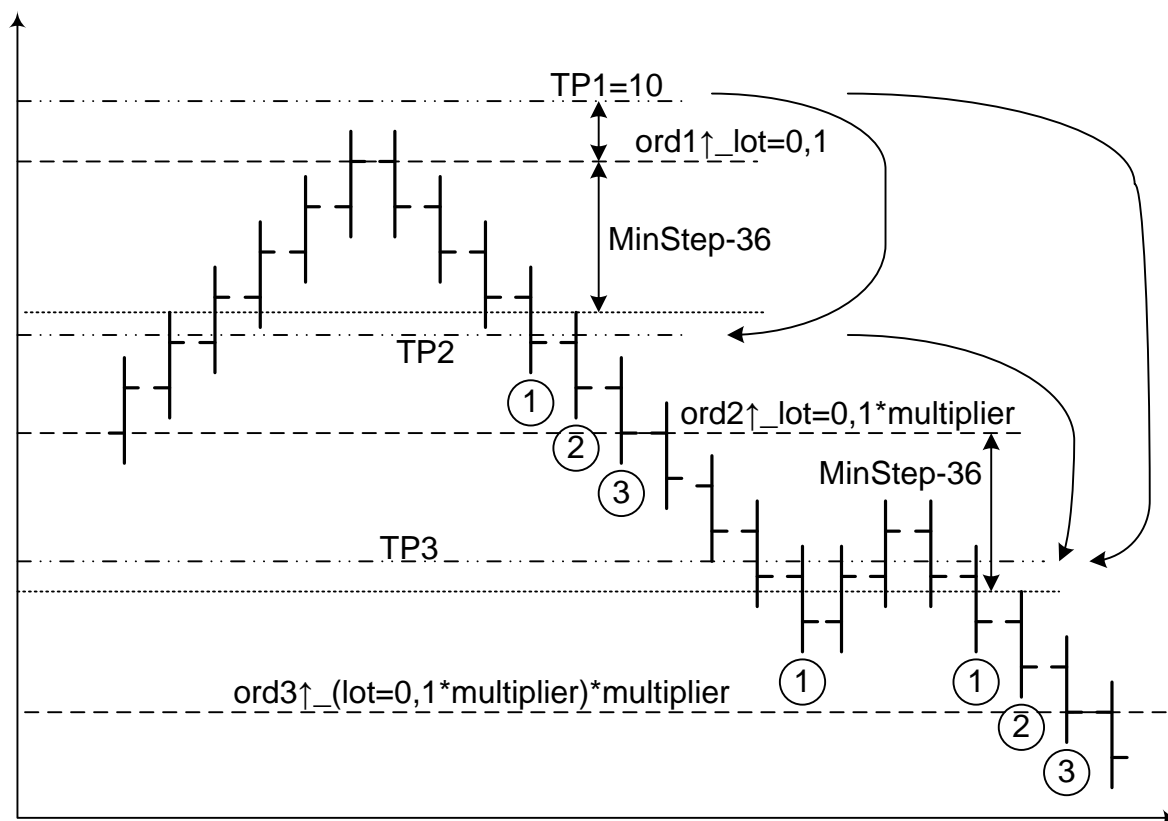 TP1=10
ord1↑_lot=0,1
MinStep-36
TP2
1
ord2↑_lot=0,1*multiplier
2
MinStep-36
3
TP3
1
1
ord3↑_(lot=0,1*multiplier)*multiplier
2
3